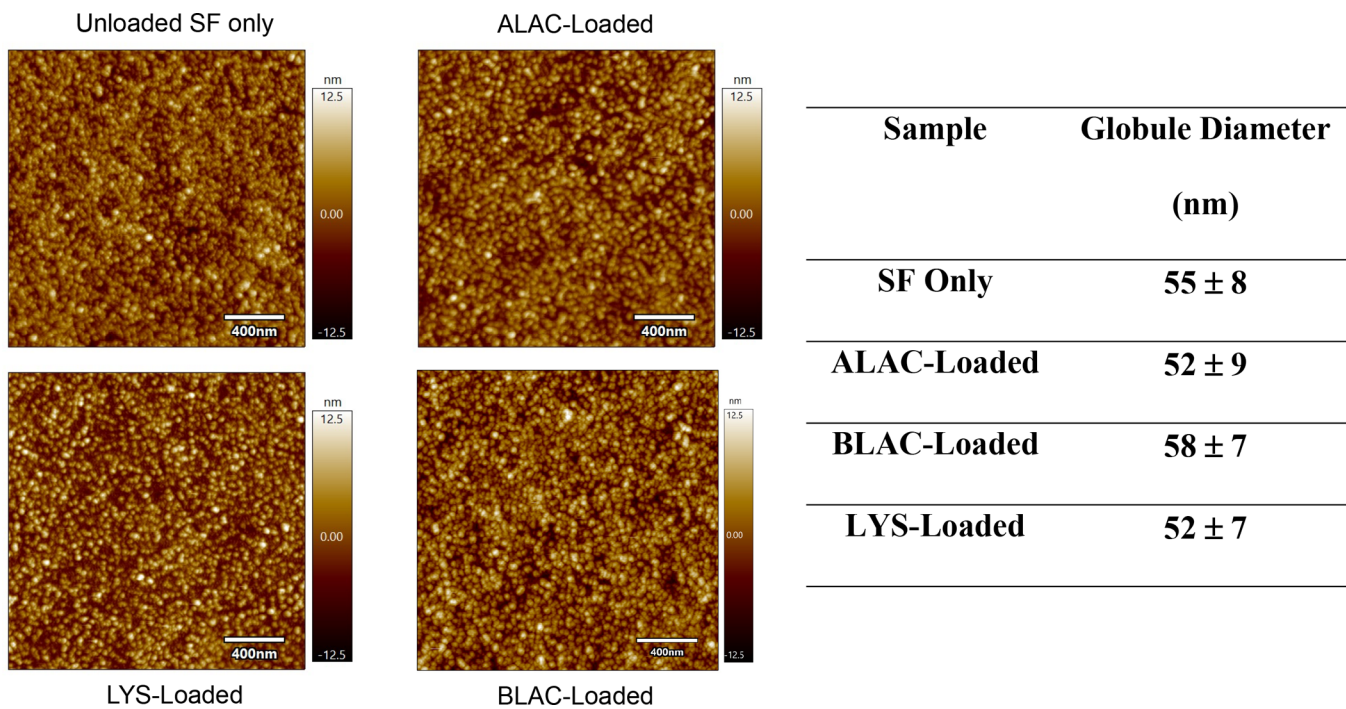 Unloaded SF only
nm
12.5
0.00
-12.5
400nm
ALAC-Loaded
nm
12.5
0.00
-12.5
400nm
nm
12.5
0.00
-12.5
400nm
LYS-Loaded
nm
12.5
0.00
-12.5
400nm
BLAC-Loaded
Sample Globule Diameter
(nm)
SF Only 55 ± 8
ALAC-Loaded 52 ± 9
BLAC-Loaded 58 ± 7
LYS-Loaded 52 ± 7